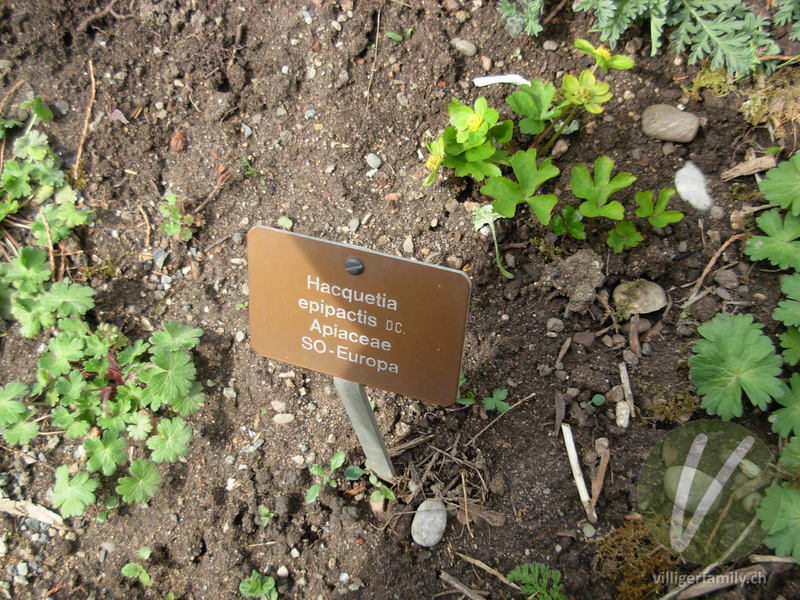 Hacquetia
epipactis DC.
Apiaceae
SO-Europa
V
villigerfamily.ch